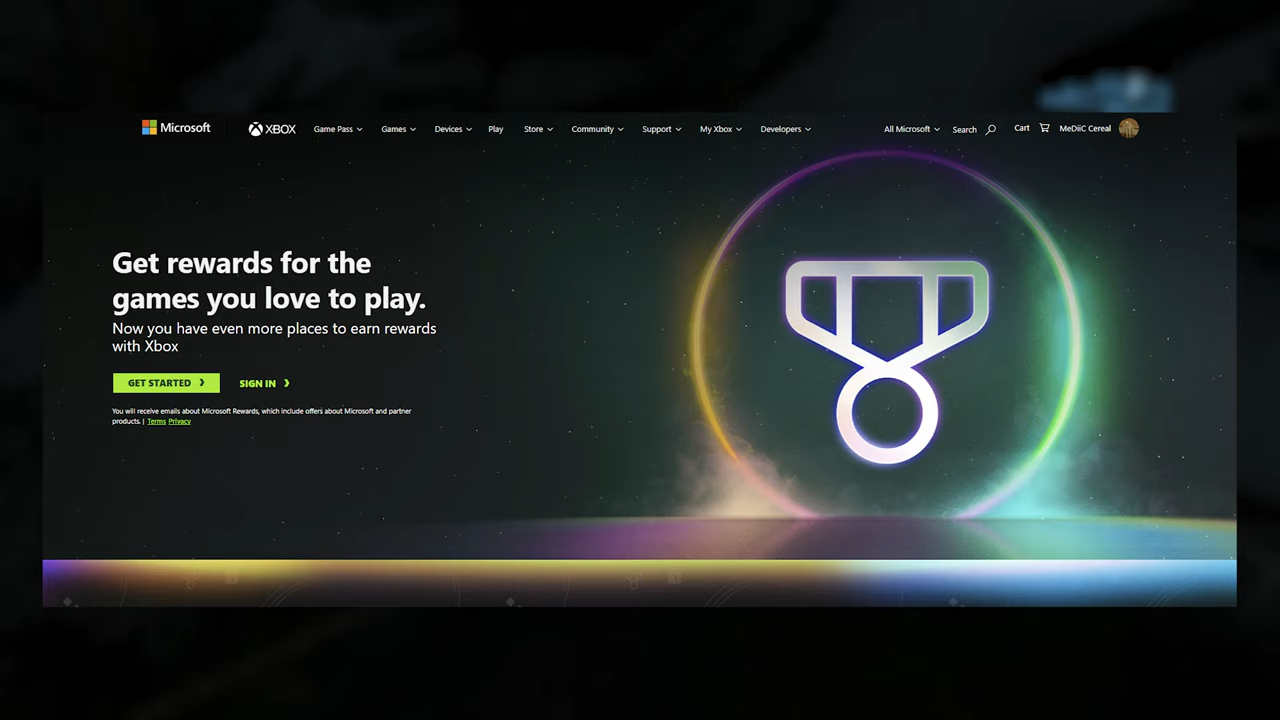 Microsoft XBOX Game Pass Games Devices Play Store Community Support My Xbox Developers All Microsoft Search Cart MeDiiC Cereal
Get rewards for the
games you love to play.
Now you have even more places to earn rewards
with Xbox
GET STARTED SIGN IN
You will receive emails about Microsoft Rewards, which include offers about Microsoft and partner
products. | Terms Privacy